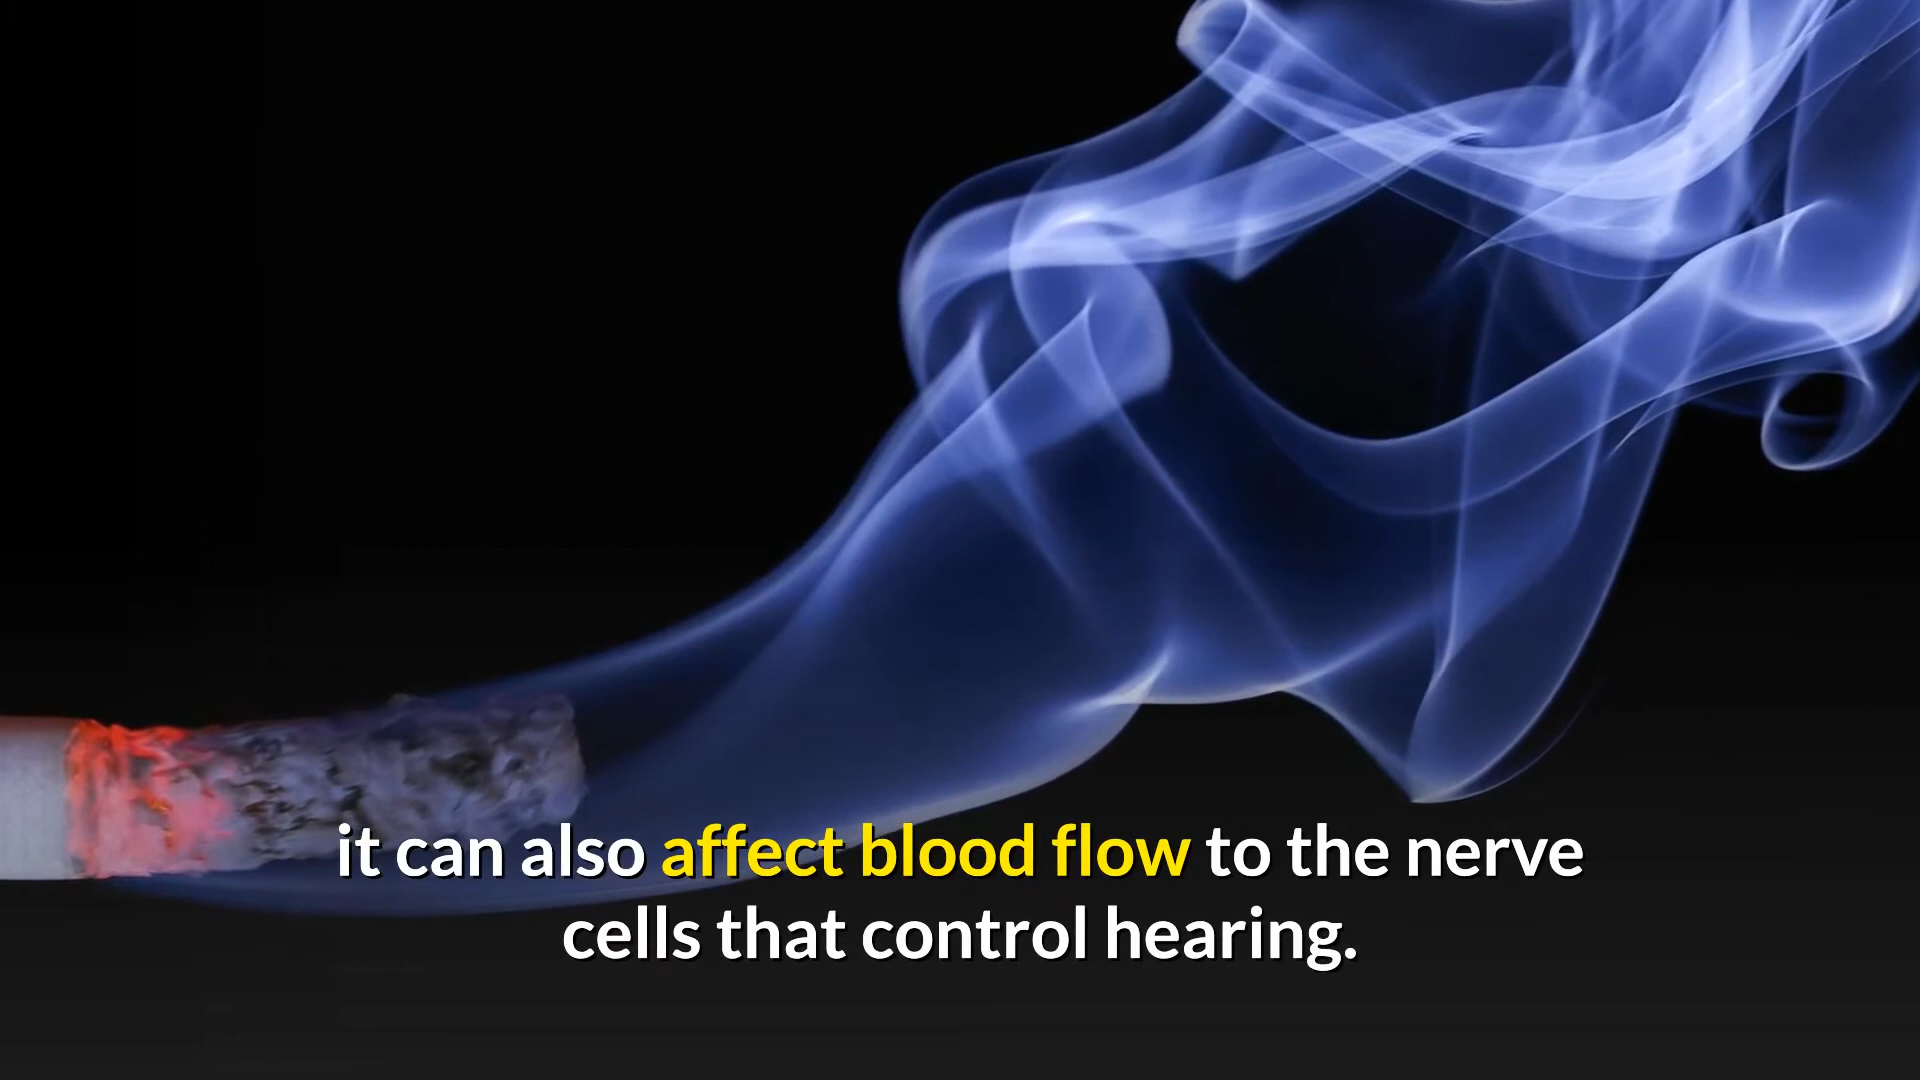 it can also affect blood flow to the nerve
cells that control hearing.